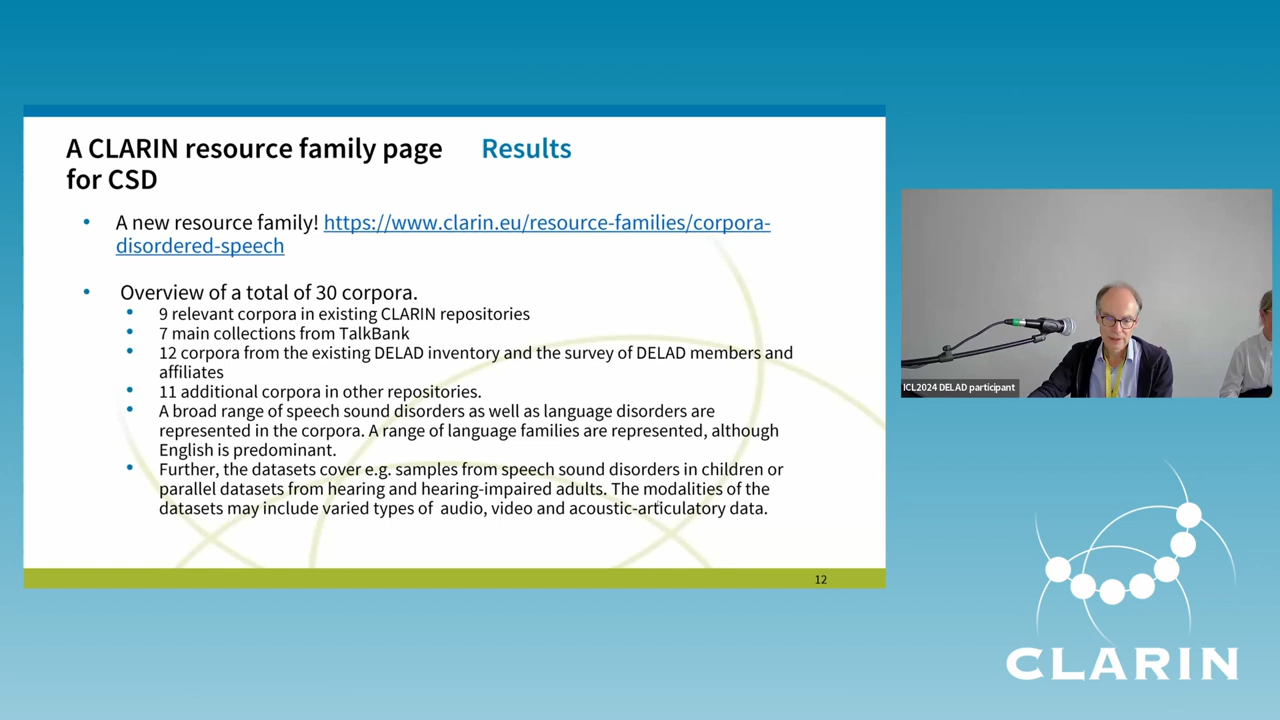 A CLARIN resource family page Results
for CSD
• A new resource family! https://www.clarin.eu/resource-families/corpora-
disordered-speech
• Overview of a total of 30 corpora.
• 9 relevant corpora in existing CLARIN repositories
• 7 main collections from TalkBank
• 12 corpora from the existing DELAD inventory and the survey of DELAD members and
affiliates
• 11 additional corpora in other repositories.
• A broad range of speech sound disorders as well as language disorders are
represented in the corpora. A range of language families are represented, although
English is predominant.
• Further, the datasets cover e.g. samples from speech sound disorders in children or
parallel datasets from hearing and hearing-impaired adults. The modalities of the
datasets may include varied types of audio, video and acoustic-articulatory data.
12
ICL2024 DELAD participant
CLARIN